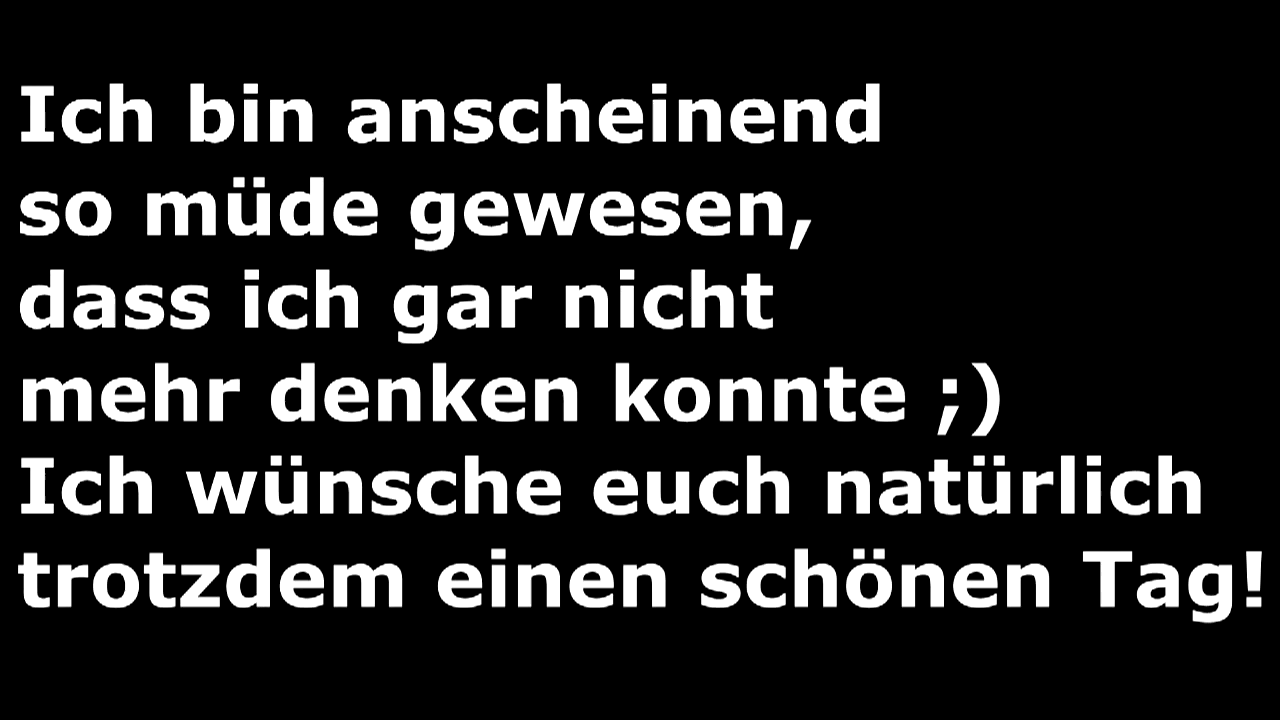 Ich bin anscheinend
so müde gewesen,
dass ich gar nicht
mehr denken konnte ;)
Ich wünsche euch natürlich
trotzdem einen schönen Tag!